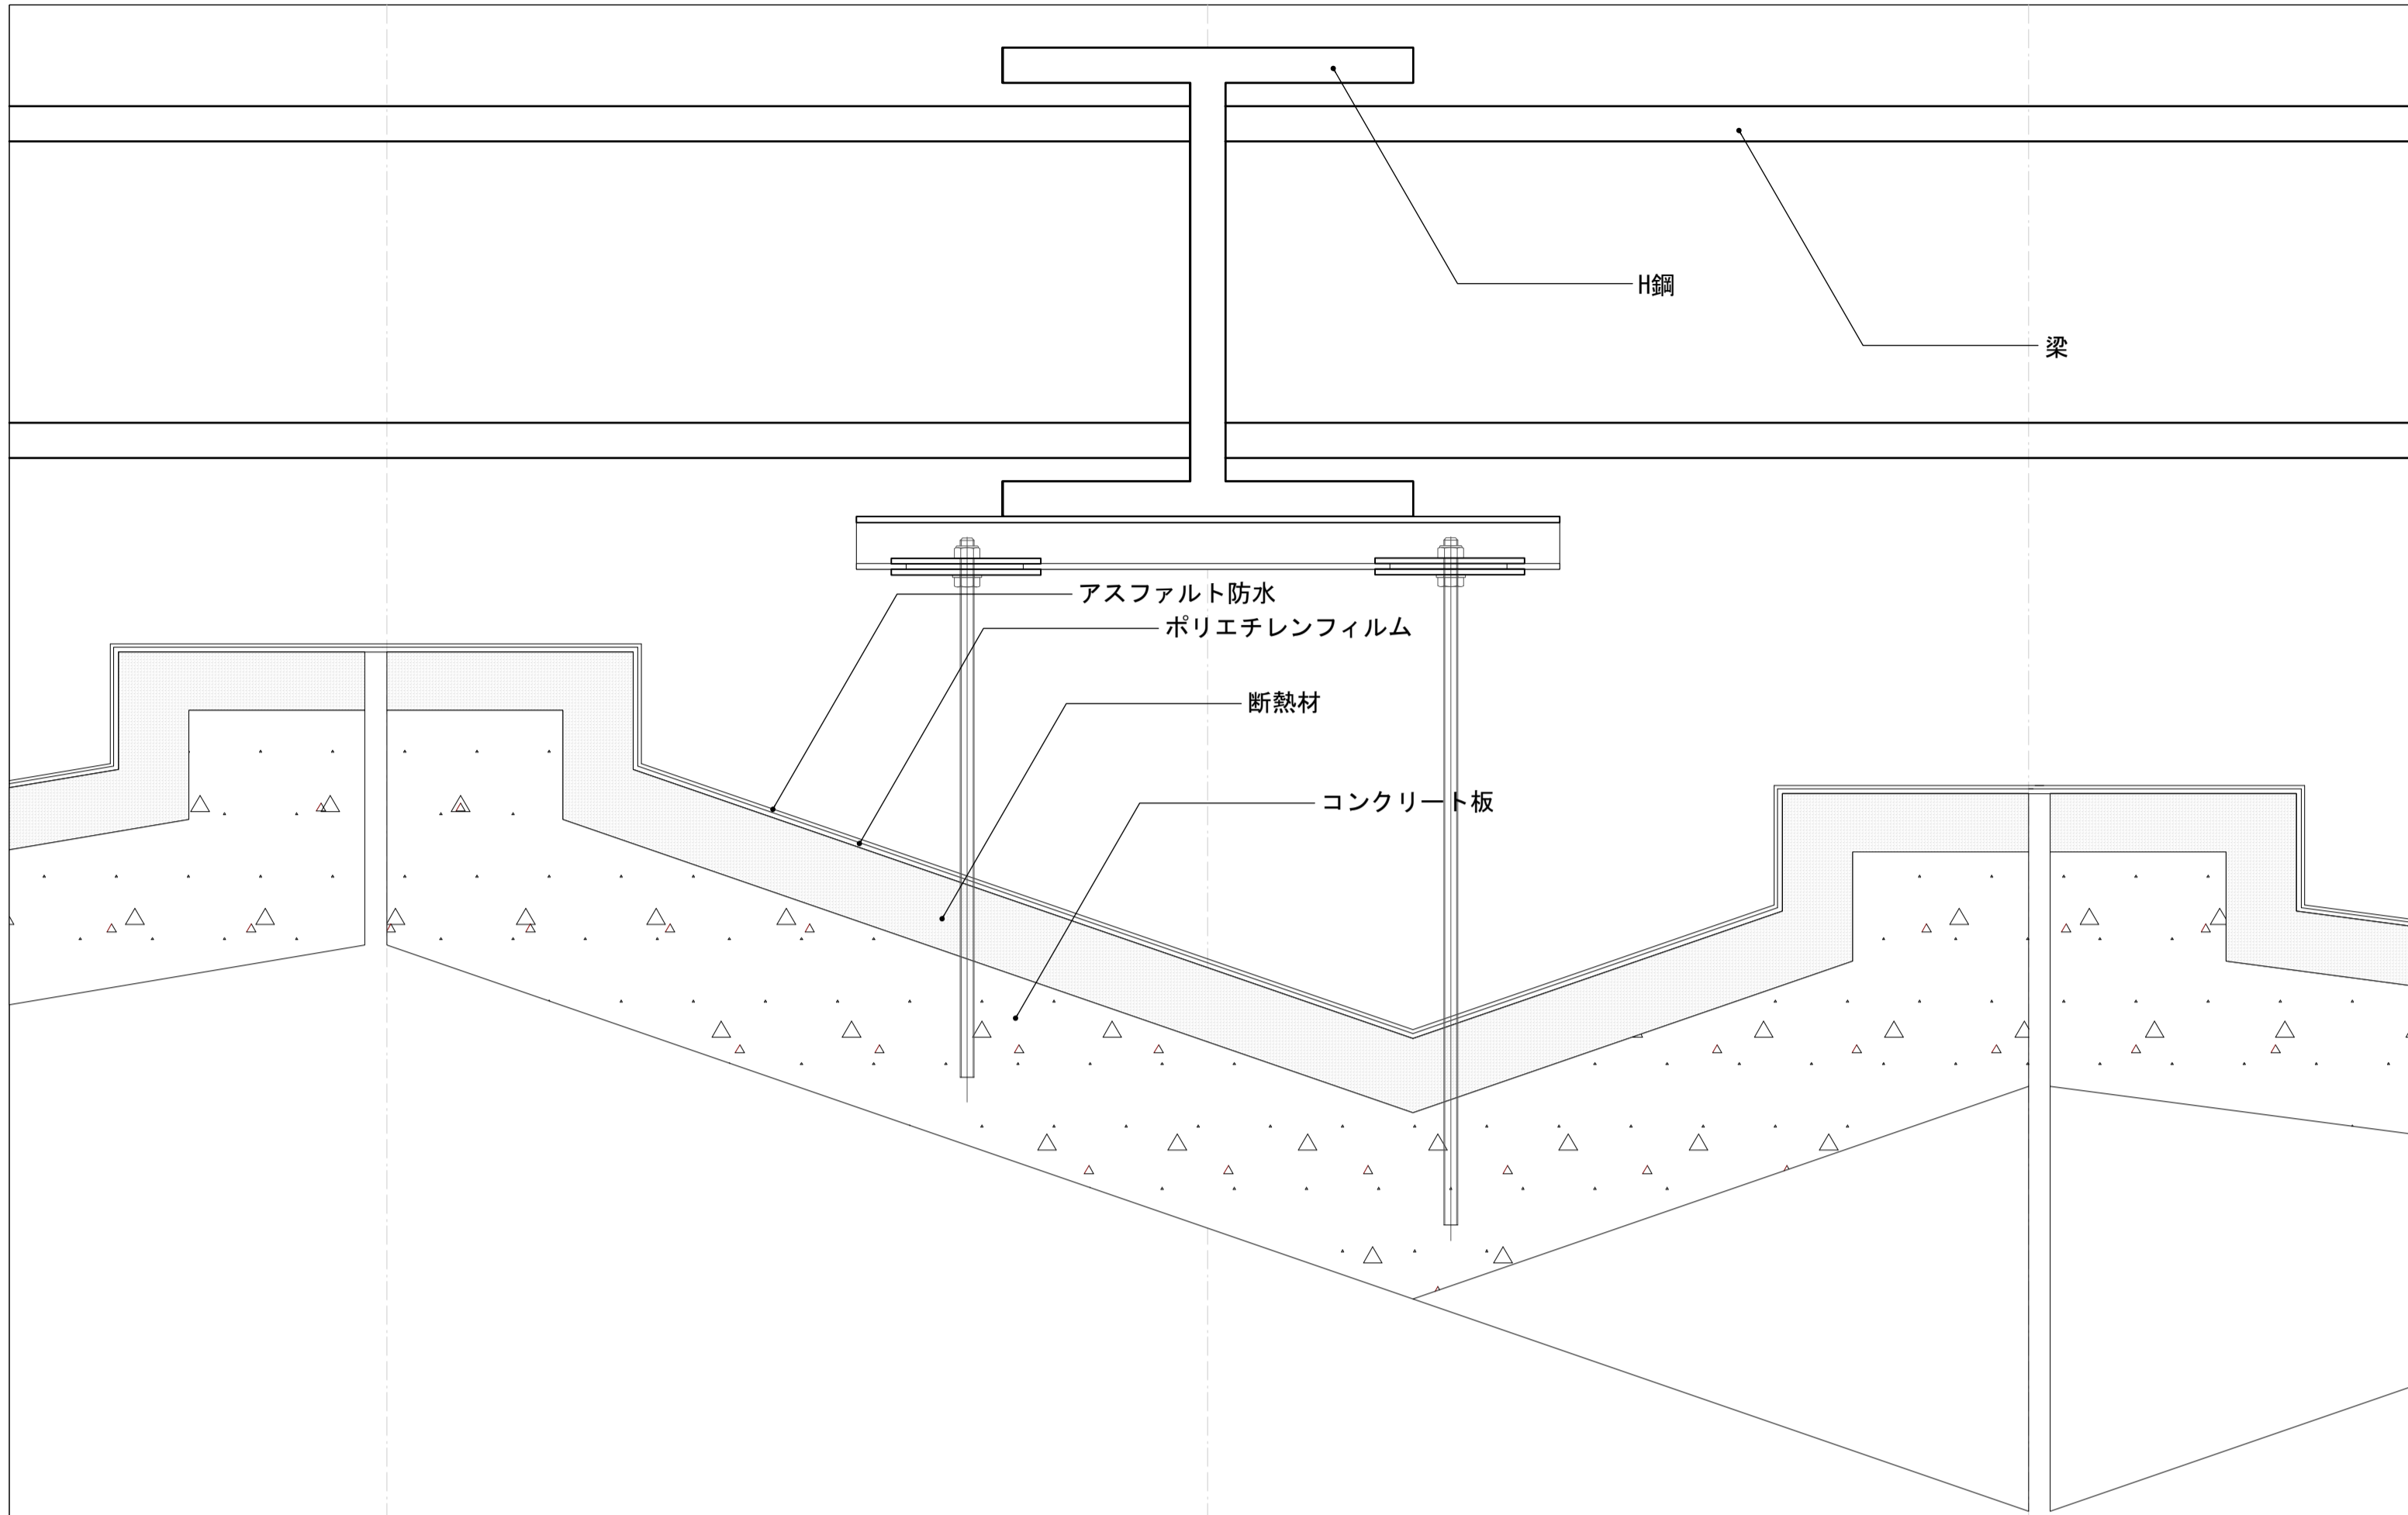 H鋼
梁
アスファルト防水
ポリエチレンフィルム
断熱材
コンクリート板